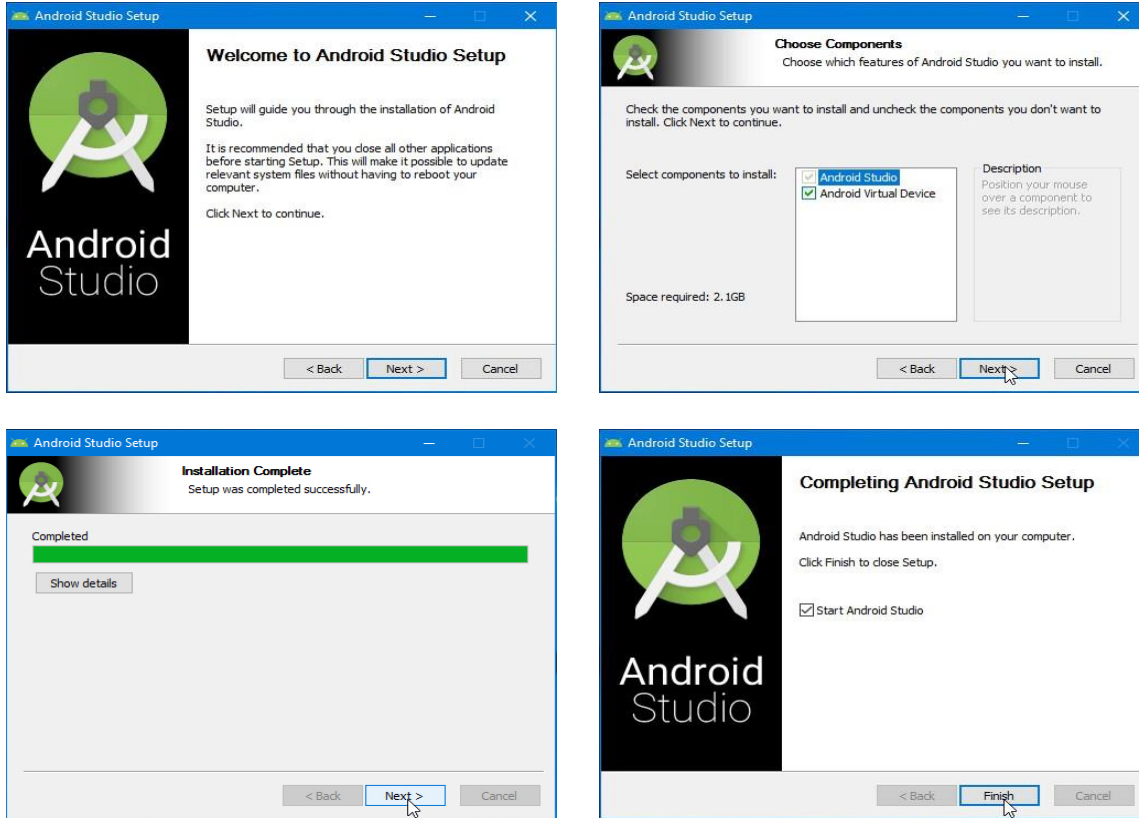 Android Studio Setup
Welcome to Android Studio Setup
Setup will guide you through the installation of Android
Studio.
It is recommended that you close all other applications
before starting Setup. This will make it possible to update
relevant system files without having to reboot your
computer.
Click Next to continue.
Android
Studio
< Back
Next >
Cancel
Android Studio Setup
Choose Components
Choose which features of Android Studio you want to install.
Check the components you want to install and uncheck the components you don't want to
install. Click Next to continue.
Select components to install:
Android Studio
Android Virtual Device
Description
Position your mouse
over a component to
see its description.
Space required: 2.1GB
< Back
Next >
Cancel
Android Studio Setup
Installation Complete
Setup was completed successfully.
Completed
Show details
< Back
Next >
Cancel
Android Studio Setup
Completing Android Studio Setup
Android Studio has been installed on your computer.
Click Finish to close Setup.
Start Android Studio
Android
Studio
< Back
Finish
Cancel